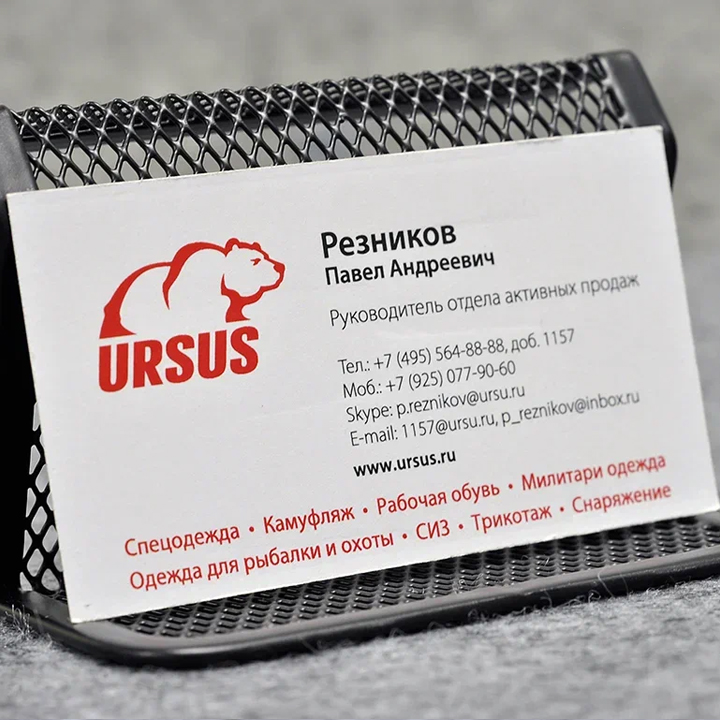 URSUS
Резников
Павел Андреевич
Руководитель отдела активных продаж
Тел.: +7 (495) 564-88-88, доб. 1157
Моб.: +7 (925) 077-90-60
Skype: p.reznikov@ursu.ru
E-mail: 1157@ursu.ru, p_reznikov@inbox.ru
www.ursus.ru
Спецодежда • Камуфляж • Рабочая обувь • Милитари одежда
Одежда для рыбалки и охоты • СИЗ • Трикотаж • Снаряжение